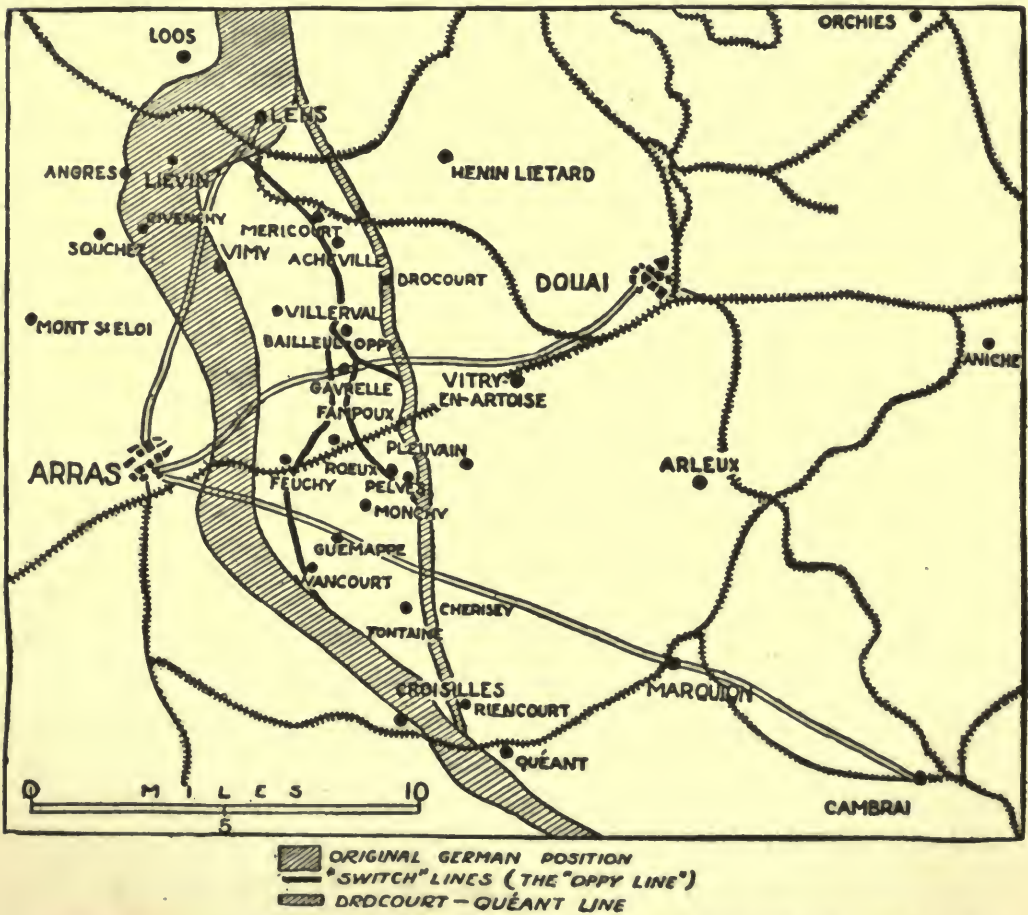 LOOS
ORCHIES
LENS
ANGRES
LIEVIN
HENIN LIETARD
GIVENCHY
SOUCHEZ
MERICOURT
VIMY
ACHEVILLE
DROCOURT
DOUAI
MONT ST ELOI
VILLERVAL
BAILLEUL-OPPY
ANICHE
GAVRELLE
VITRY-
EN-ARTOISE
FAMPOUX
PLEUVAIN
ARRAS
ROEUX
ARLEUX
FEUCHY
PELVES
MONCHY
GUEMAPPE
WANCOURT
CHERISEY
FONTAINE
CROISILLES
MARQUION
RIENCOURT
QUÉANT
0 MILES 10
5
CAMBRAI
ORIGINAL GERMAN POSITION
"SWITCH" LINES (THE "OPPY LINE")
DROCOURT-QUÉANT LINE